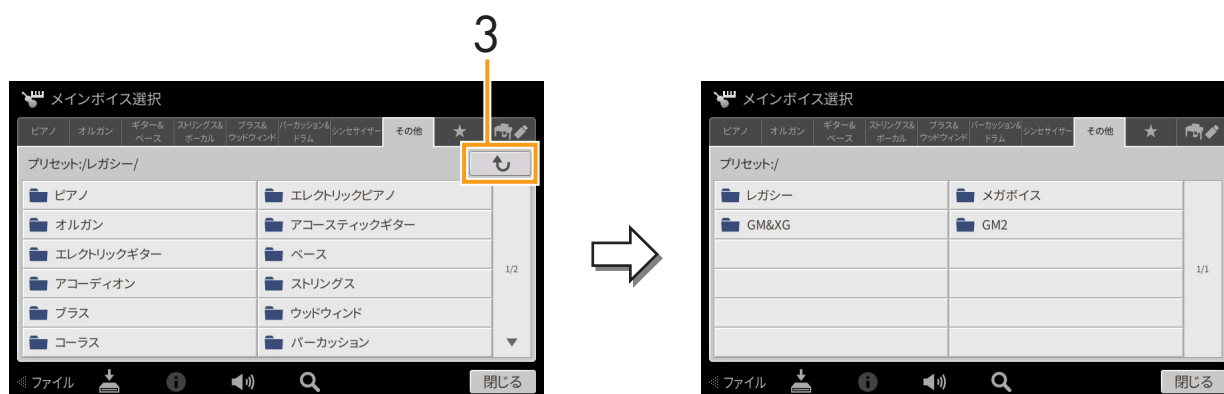 3
メインボイス選択
ピアノ オルガン ギター& ベース ストリングス& ボーカル ブラス& ウッドウィンド パーカッション& ドラム シンセサイザー その他 ★
プリセット:/レガシー/
ピアノ エレクトリックピアノ
オルガン アコースティックギター
エレクトリックギター ベース
アコーディオン ストリングス
1/2
ブラス ウッドウィンド
コーラス パーカッション
ファイル 閉じる
メインボイス選択
ピアノ オルガン ギター& ベース ストリングス& ボーカル ブラス& ウッドウィンド パーカッション& ドラム シンセサイザー その他 ★
プリセット:/
レガシー メガボイス
GM&XG GM2
1/1
ファイル 閉じる